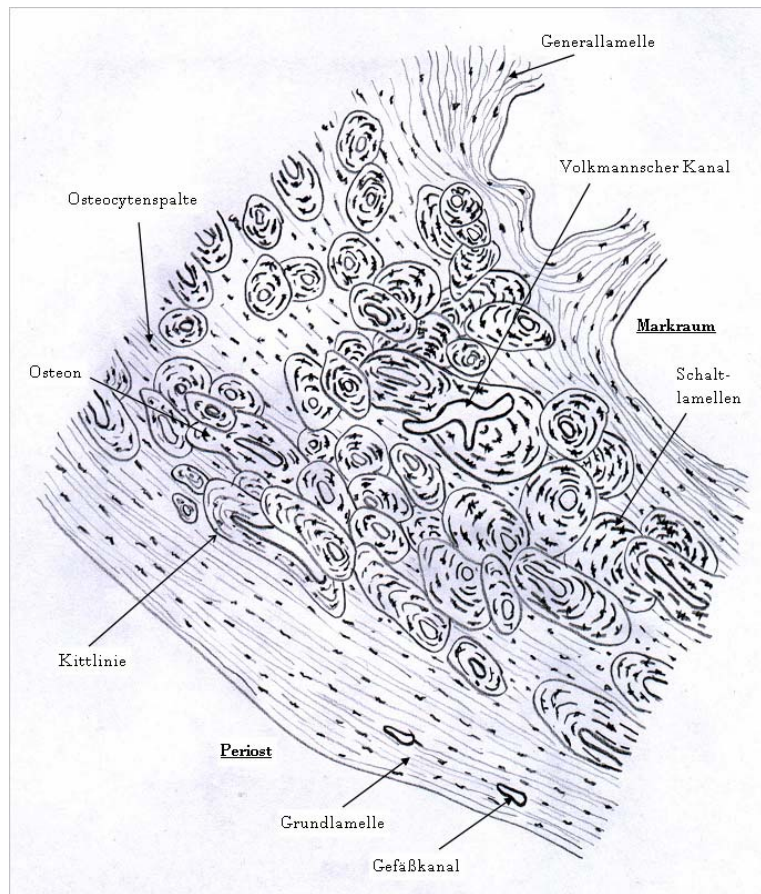 Generallamelle
Volkmannscher Kanal
Osteocytenspalte
Markraum
Osteon
Schalt-
lamellen
Kittlinie
Periost
Grundlamelle
Gefäßkanal